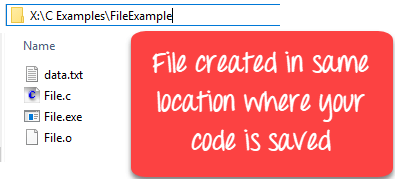 X:\C Examples\FileExample
Name
data.txt
File.c
File.exe
File.o
File created in same
location where your
code is saved